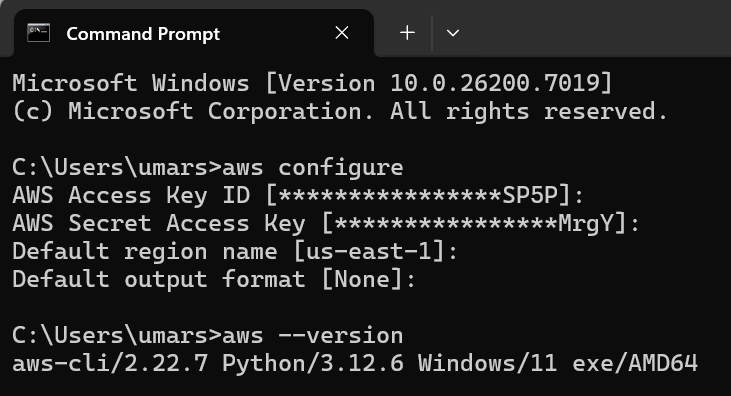 Command Prompt
Microsoft Windows [Version 10.0.26200.7019]
(c) Microsoft Corporation. All rights reserved.
C:\Users\umars>aws configure
AWS Access Key ID [****************SP5P]:
AWS Secret Access Key [****************MrgY]:
Default region name [us-east-1]:
Default output format [None]:
C:\Users\umars>aws --version
aws-cli/2.22.7 Python/3.12.6 Windows/11 exe/AMD64